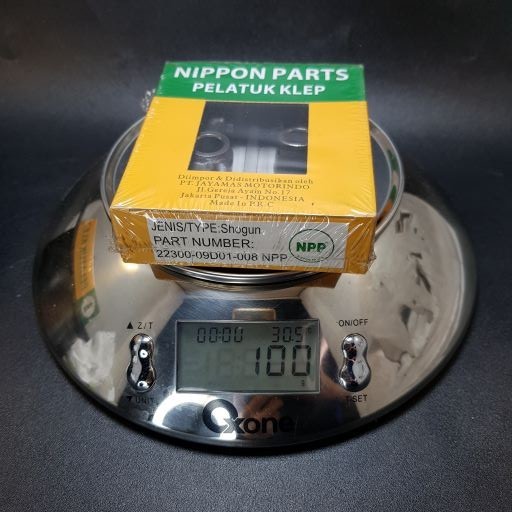 NIPPON PARTS
PELATUK KLEP
Diimpor & Didistribusikan oleh
PT. JAYAMAS MOTORINDO
Jl.Gereja Ayam No.17
Jakarta Pusat - INDONESIA
Made In P.R.C
JENIS/TYPE:Shogun
PART NUMBER:
22300-09D01-008 NPP
NPP
▲ Z/T
ON/OFF
00:00 30.5°
100
g
▼ UNIT
T-SET
Oxone